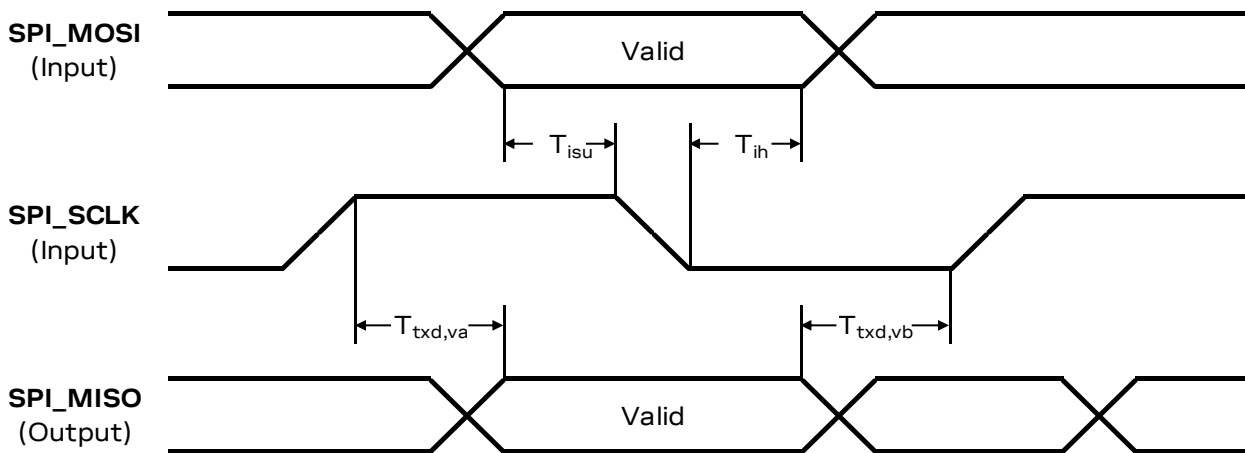 SPI_MOSI
(Input)
Valid
T_isu
T_ih
SPI_SCLK
(Input)
T_txd,va
T_txd,vb
SPI_MISO
(Output)
Valid